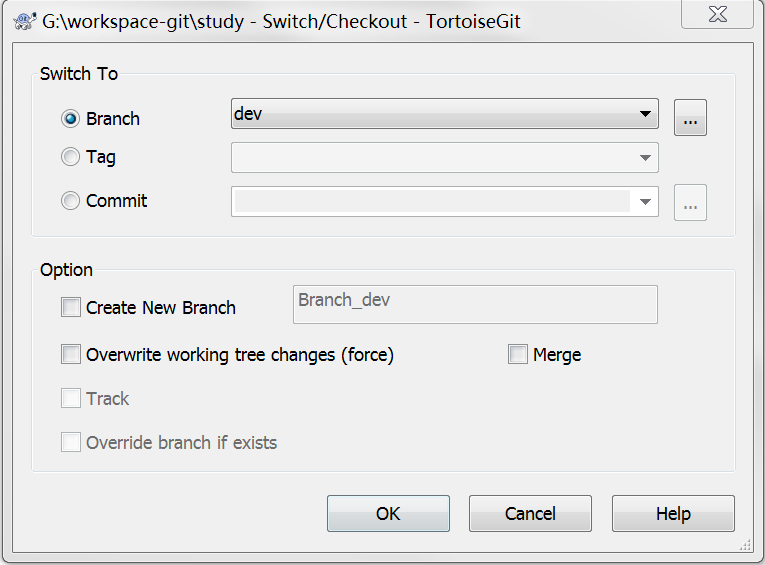 G:\workspace-git\study - Switch/Checkout - TortoiseGit
Switch To
Branch
dev
...
Tag
Commit
...
Option
Create New Branch
Branch_dev
Overwrite working tree changes (force)
Merge
Track
Override branch if exists
OK
Cancel
Help